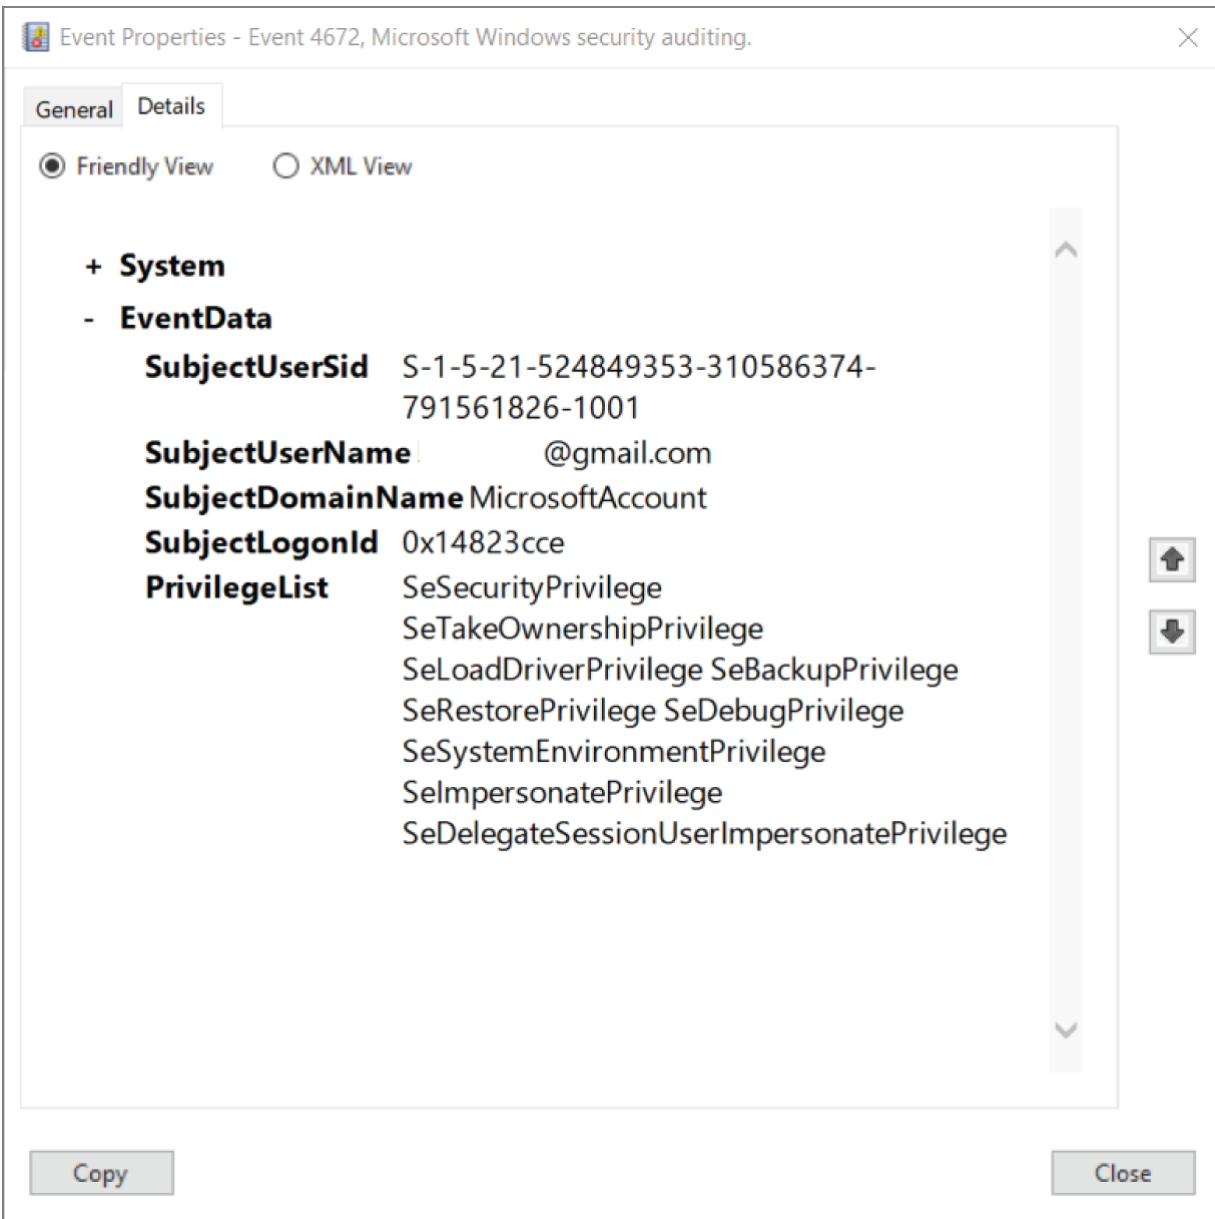 Event Properties - Event 4672, Microsoft Windows security auditing.
General Details
Friendly View XML View
+ System
- EventData
SubjectUserSid S-1-5-21-524849353-310586374-
791561826-1001
SubjectUserName @gmail.com
SubjectDomainName MicrosoftAccount
SubjectLogonId 0x14823cce
PrivilegeList SeSecurityPrivilege
SeTakeOwnershipPrivilege
SeLoadDriverPrivilege SeBackupPrivilege
SeRestorePrivilege SeDebugPrivilege
SeSystemEnvironmentPrivilege
SeImpersonatePrivilege
SeDelegateSessionUserImpersonatePrivilege
Copy Close